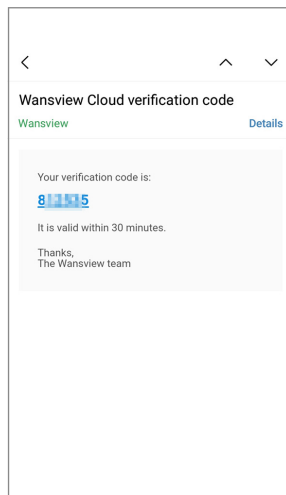 Wansview Cloud verification code
Wansview Details
Your verification code is:
It is valid within 30 minutes.
Thanks,
The Wansview team